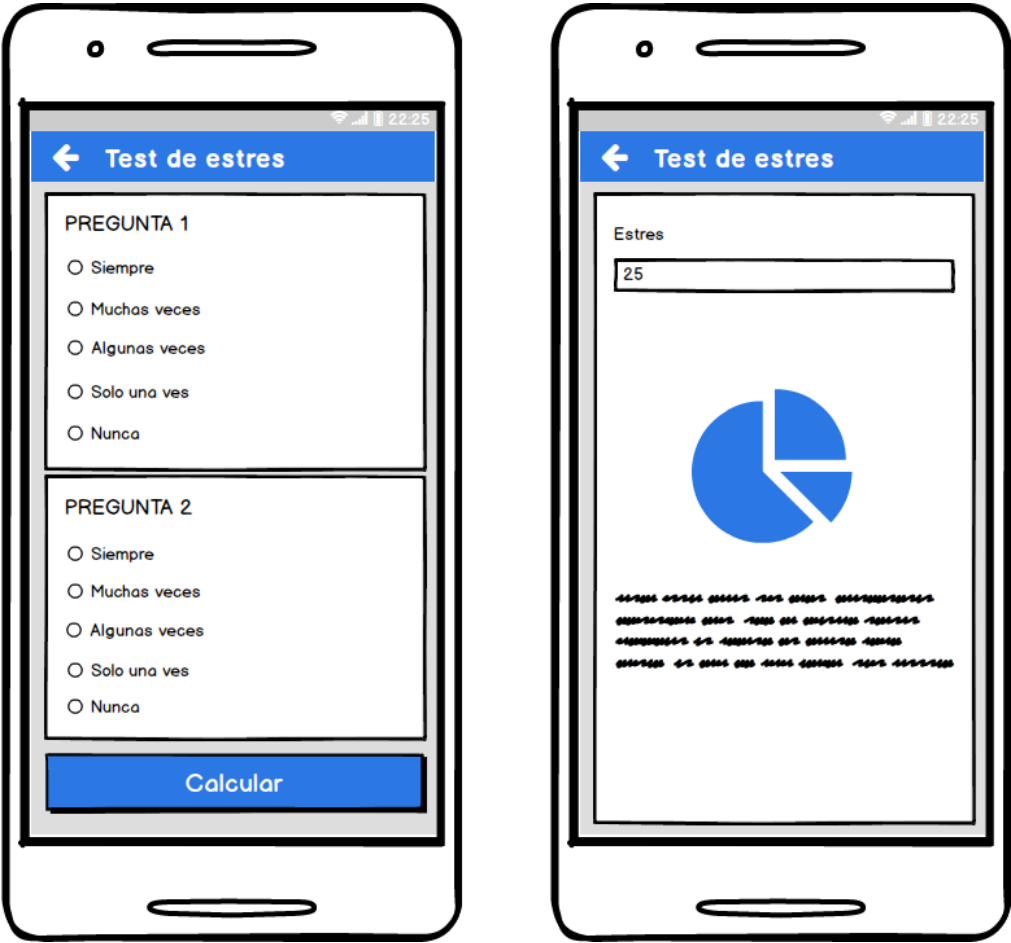 22:25
Test de estres
PREGUNTA 1
Siempre
Muchas veces
Algunas veces
Solo una ves
Nunca
PREGUNTA 2
Siempre
Muchas veces
Algunas veces
Solo una ves
Nunca
Calcular
22:25
Test de estres
Estres
25